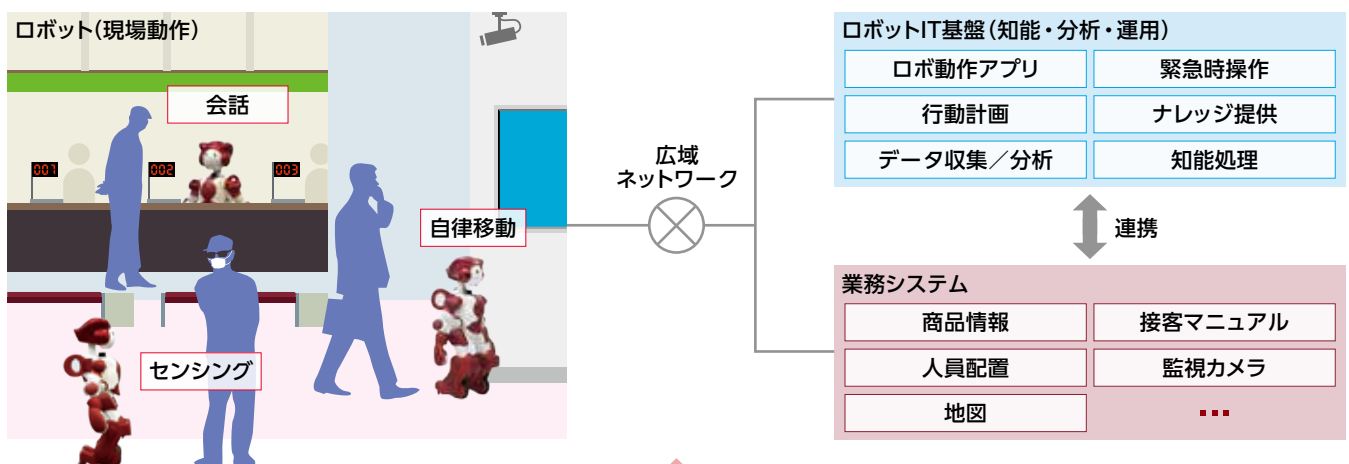 ロボット(現場動作)
会話
001
002
003
自律移動
センシング
広域
ネットワーク
ロボットIT基盤(知能・分析・運用)
ロボ動作アプリ
緊急時操作
行動計画
ナレッジ提供
データ収集／分析
知能処理
連携
業務システム
商品情報
接客マニュアル
人員配置
監視カメラ
地図
...